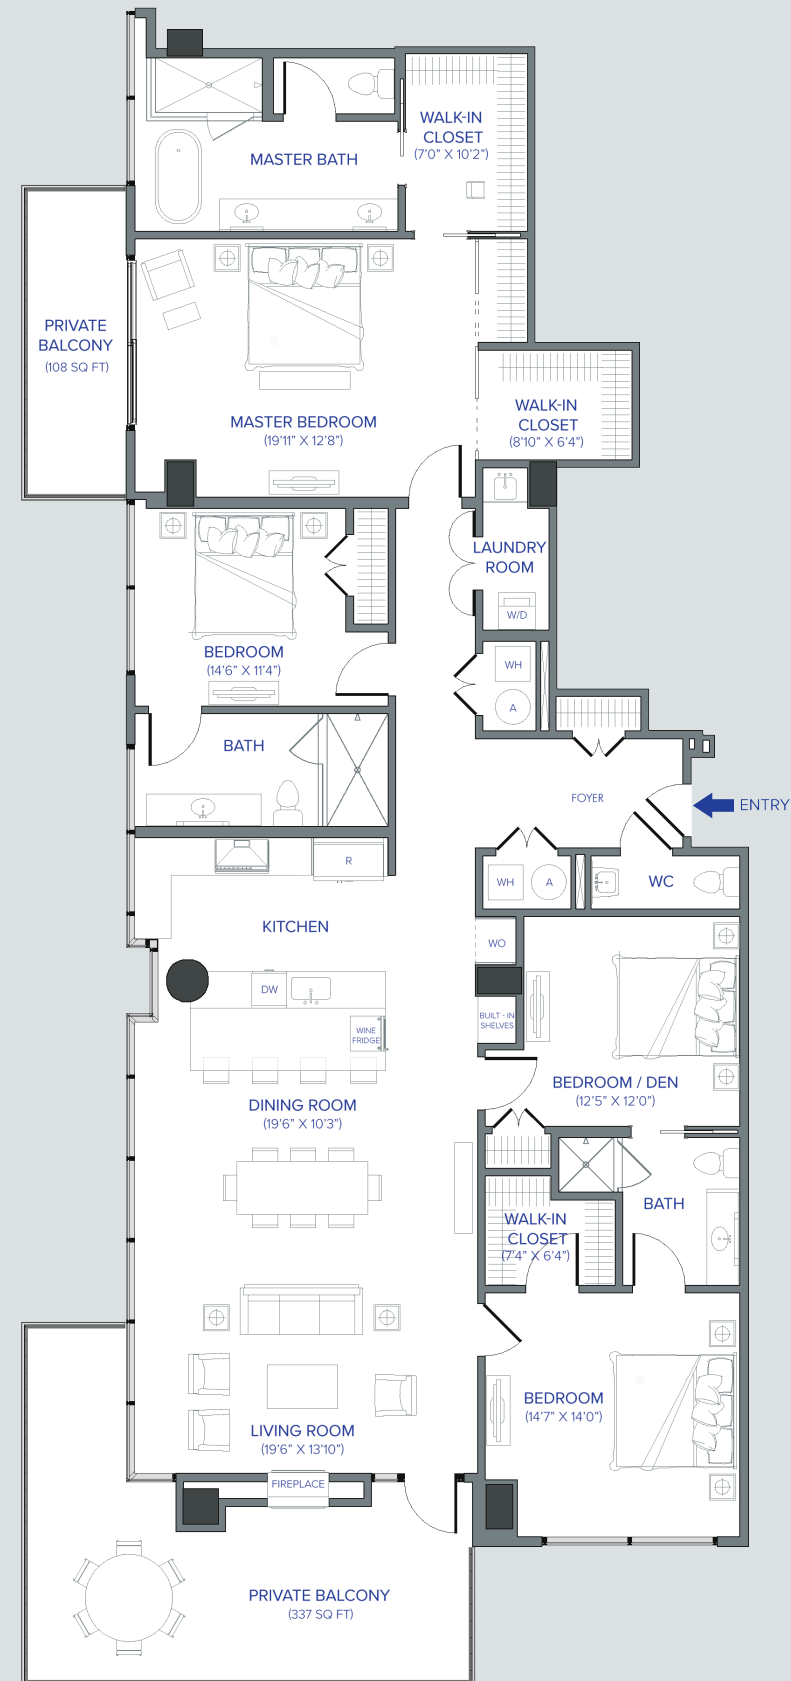 WALK-IN
CLOSET
(7'0" X 10'2")
MASTER BATH
PRIVATE
BALCONY
(108 SQ FT)
MASTER BEDROOM
(19'11" X 12'8")
WALK-IN
CLOSET
(8'10" X 6'4")
LAUNDRY
ROOM
W/D
BEDROOM
(14'6" X 11'4")
WH
A
BATH
FOYER
ENTRY
R
WH
A
WC
KITCHEN
WO
DW
BUILT - IN
SHELVES
WINE
FRIDGE
BEDROOM / DEN
(12'5" X 12'0")
DINING ROOM
(19'6" X 10'3")
BATH
WALK-IN
CLOSET
(7'4" X 6'4")
BEDROOM
(14'7" X 14'0")
LIVING ROOM
(19'6" X 13'10")
FIREPLACE
PRIVATE BALCONY
(337 SQ FT)